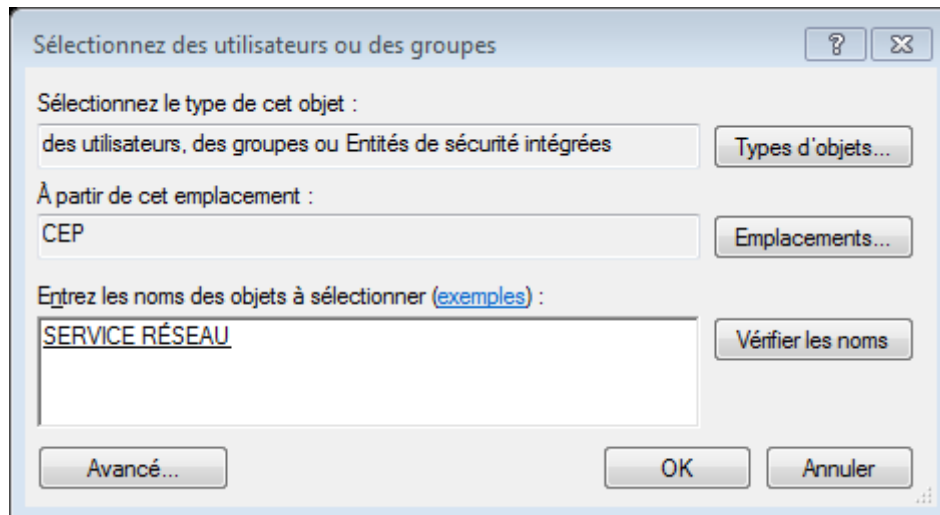 Sélectionnez des utilisateurs ou des groupes
Sélectionnez le type de cet objet :
des utilisateurs, des groupes ou Entités de sécurité intégrées
Types d'objets...
À partir de cet emplacement :
CEP
Emplacements...
Entrez les noms des objets à sélectionner (exemples) :
SERVICE RÉSEAU
Vérifier les noms
Avancé...
OK
Annuler